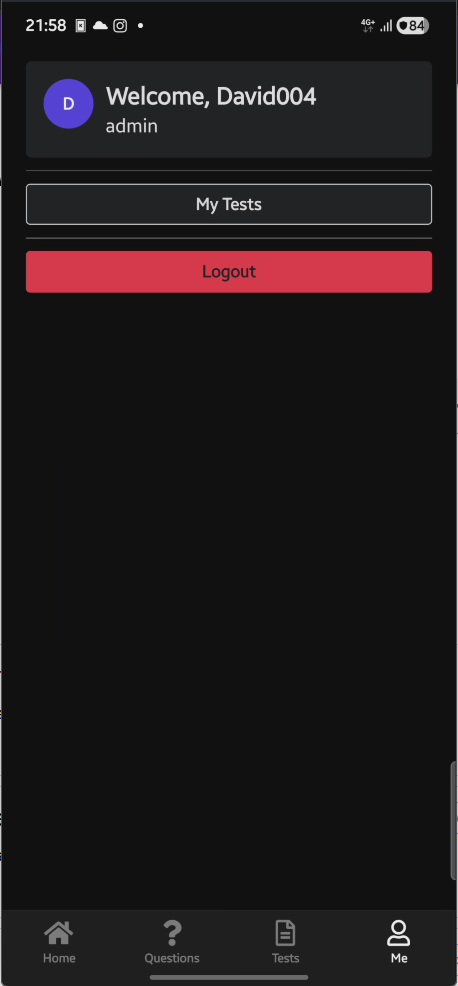 21:58
4G+
84
D
Welcome, David004
admin
My Tests
Logout
Home
Questions
Tests
Me